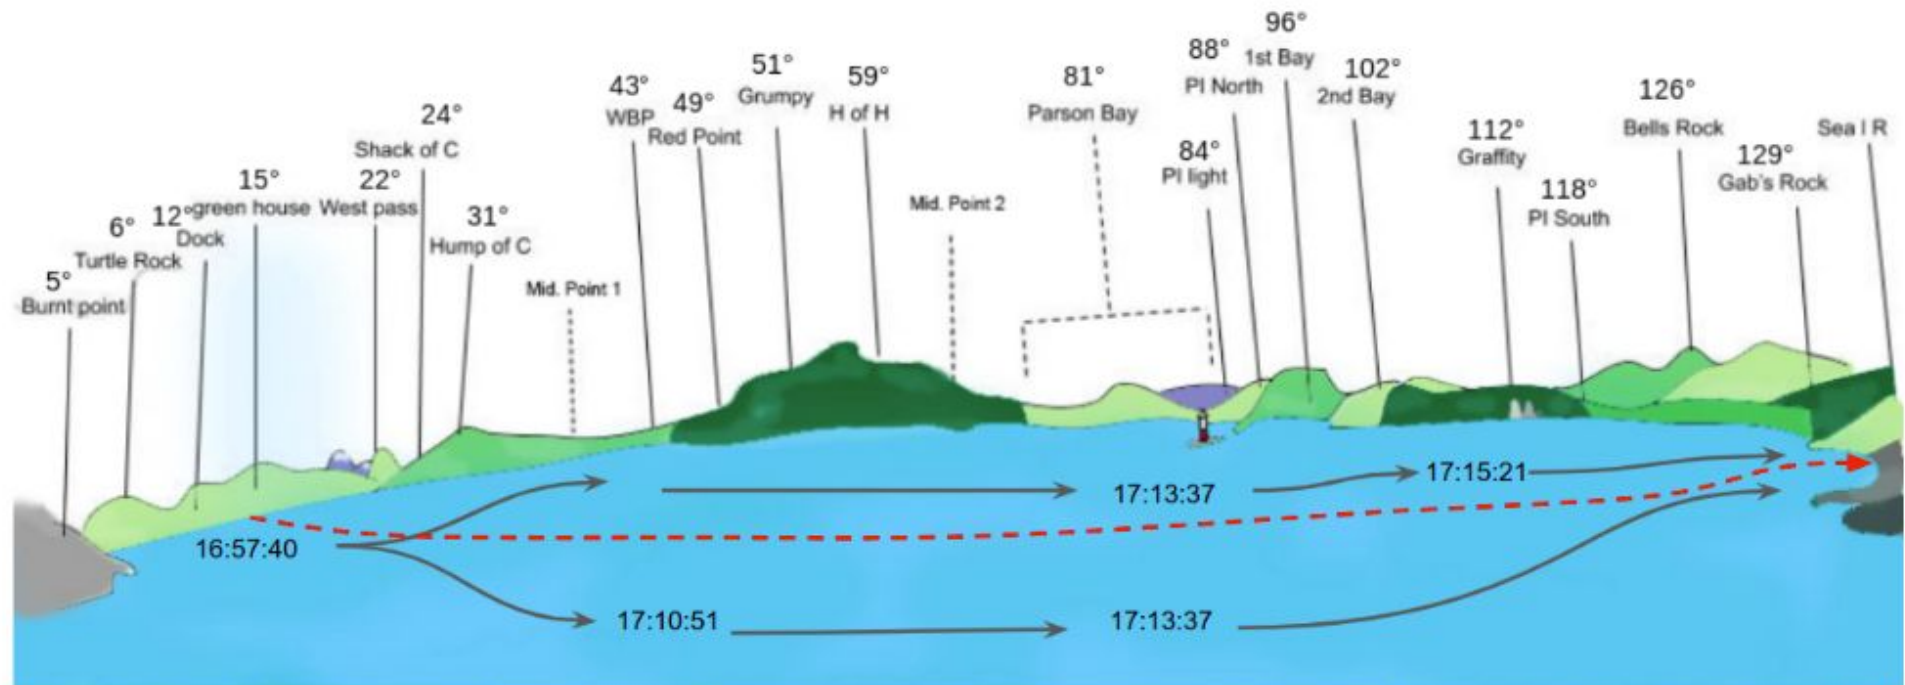 5°
Burnt point
6°
Turtle Rock
12°
Dock
15°
green house
22°
West pass
24°
Shack of C
31°
Hump of C
Mid. Point 1
43°
WBP
49°
Red Point
51°
Grumpy
59°
H of H
Mid. Point 2
81°
Parson Bay
84°
PI light
88°
PI North
96°
1st Bay
102°
2nd Bay
112°
Graffity
118°
PI South
126°
Bells Rock
129°
Gab's Rock
Sea l R
16:57:40
17:13:37
17:15:21
17:10:51
17:13:37